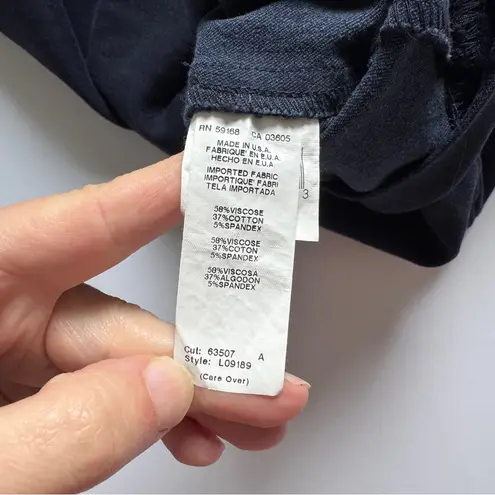 RN 59168 CA 03605
MADE IN U.S.A.
FABRIQUÉ EN E.U.A.
HECHO EN E.U.A.
IMPORTED FABRIC
IMPORTIQUE FABRI
TELA IMPORTADA
3
58%VISCOSE
37%COTTON
5%SPANDEX
58%VISCOSE
37%COTON
5%SPANDEX
58%VISCOSA
37%ALGODON
5%SPANDEX
Cut: 63507 A
Style: L09189
(Care Over)